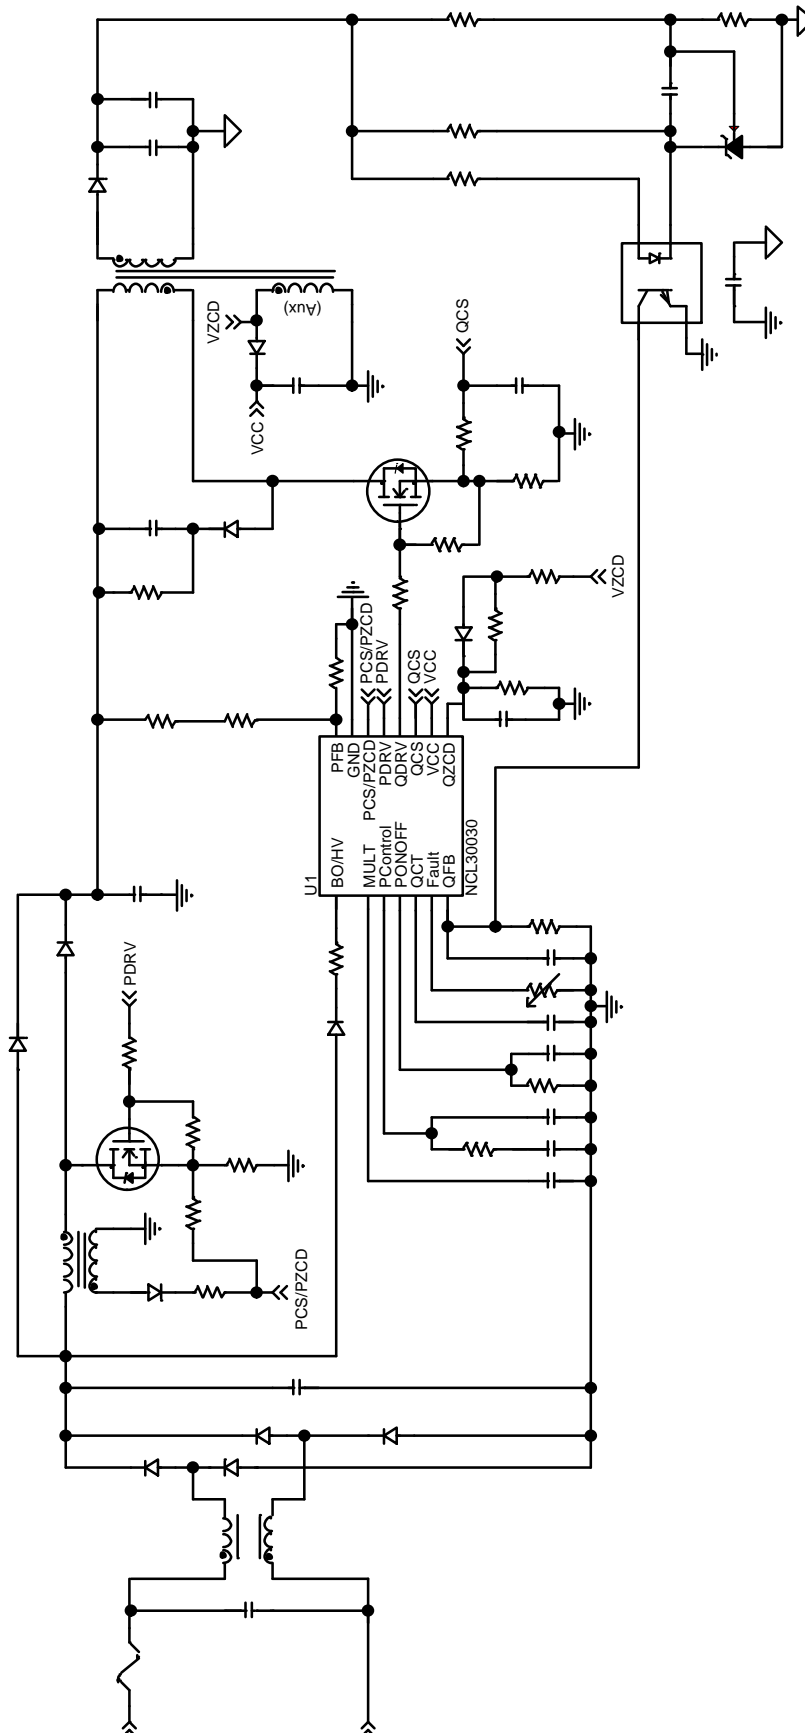 PDRV
PCS/PZCD
VZCD
VCC
(Aux)
QCS
U1
BO/HV
MULT
PControl
PONOFF
QCT
Fault
QFB
PFB
GND
PCS/PZCD
PDRV
QDRV
QCS
VCC
QZCD
NCL30030
PCS/PZCD
PDRV
QCS
VCC
VZCD